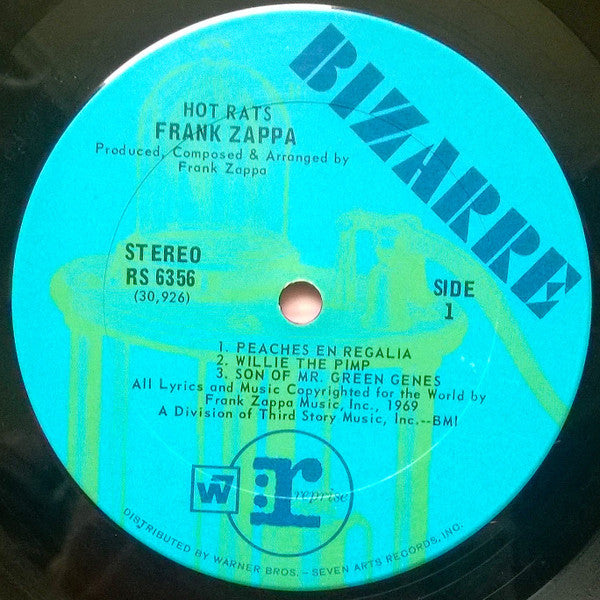 BIZARRE
HOT RATS
FRANK ZAPPA
Produced, Composed & Arranged by
Frank Zappa
STEREO
RS 6356
(30,926)
SIDE
1
1. PEACHES EN REGALIA
2. WILLIE THE PIMP
3. SON OF MR. GREEN GENES
All Lyrics and Music Copyrighted for the World by
Frank Zappa Music, Inc., 1969
A Division of Third Story Music, Inc.--BMI
W7
r
reprise
DISTRIBUTED BY WARNER BROS. - SEVEN ARTS RECORDS, INC.